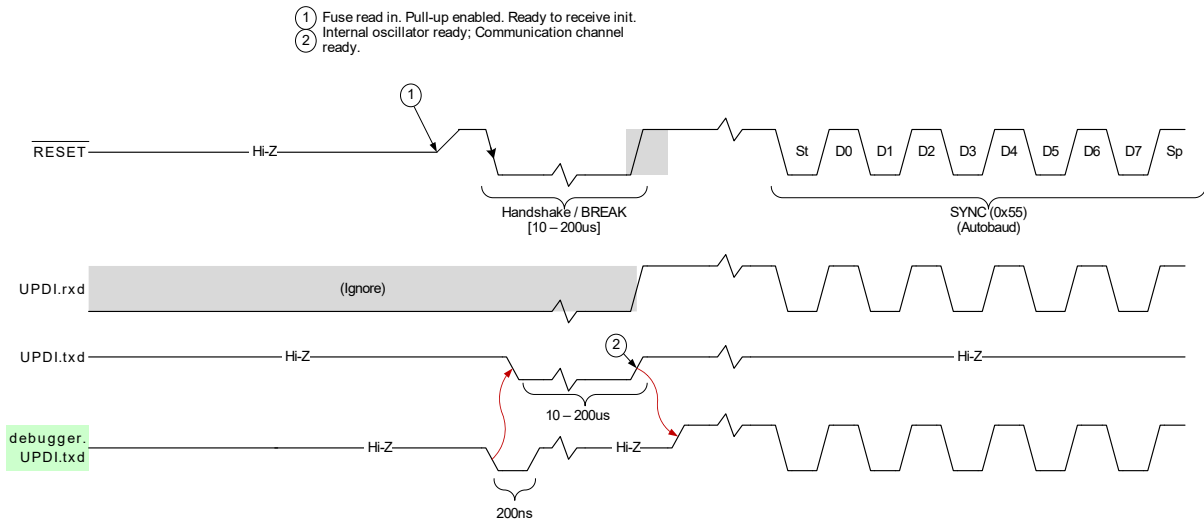 1 Fuse read in. Pull-up enabled. Ready to receive init.
2 Internal oscillator ready; Communication channel
ready.
1
RESET Hi-Z
St D0 D1 D2 D3 D4 D5 D6 D7 Sp
Handshake / BREAK
[10 – 200us]
SYNC (0x55)
(Autobaud)
UPDI.rxd (Ignore)
UPDI.txd Hi-Z 2 Hi-Z
10 – 200us
debugger.
UPDI.txd Hi-Z Hi-Z
200ns